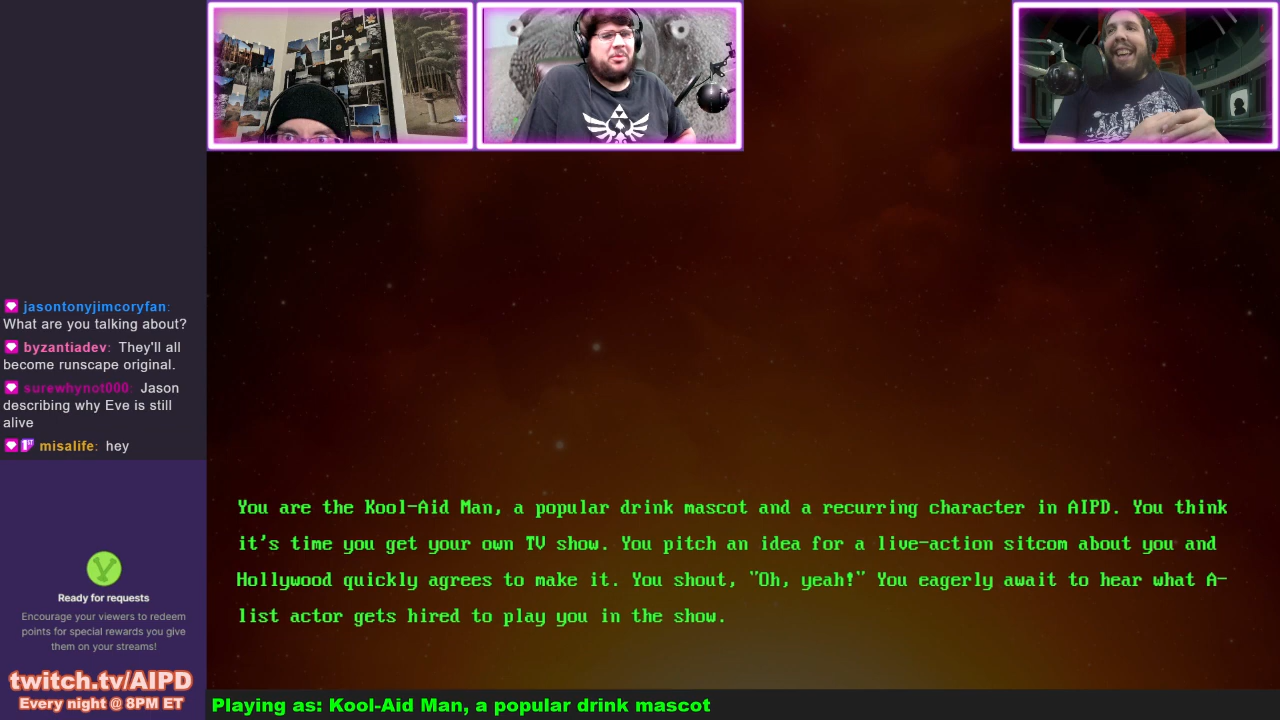 jasontonyjimcoryfan:
What are you talking about?
byzantiadev: They'll all
become runscape original.
surewhynot000: Jason
describing why Eve is still
alive
1ST misalife: hey
Ready for requests
Encourage your viewers to redeem
points for special rewards you give
them on your streams!
twitch.tv/AIPD
Every night @ 8PM ET
You are the Kool-Aid Man, a popular drink mascot and a recurring character in AIPD. You think
it's time you get your own TV show. You pitch an idea for a live-action sitcom about you and
Hollywood quickly agrees to make it. You shout, "Oh, yeah!" You eagerly await to hear what A-
list actor gets hired to play you in the show.
Playing as: Kool-Aid Man, a popular drink mascot